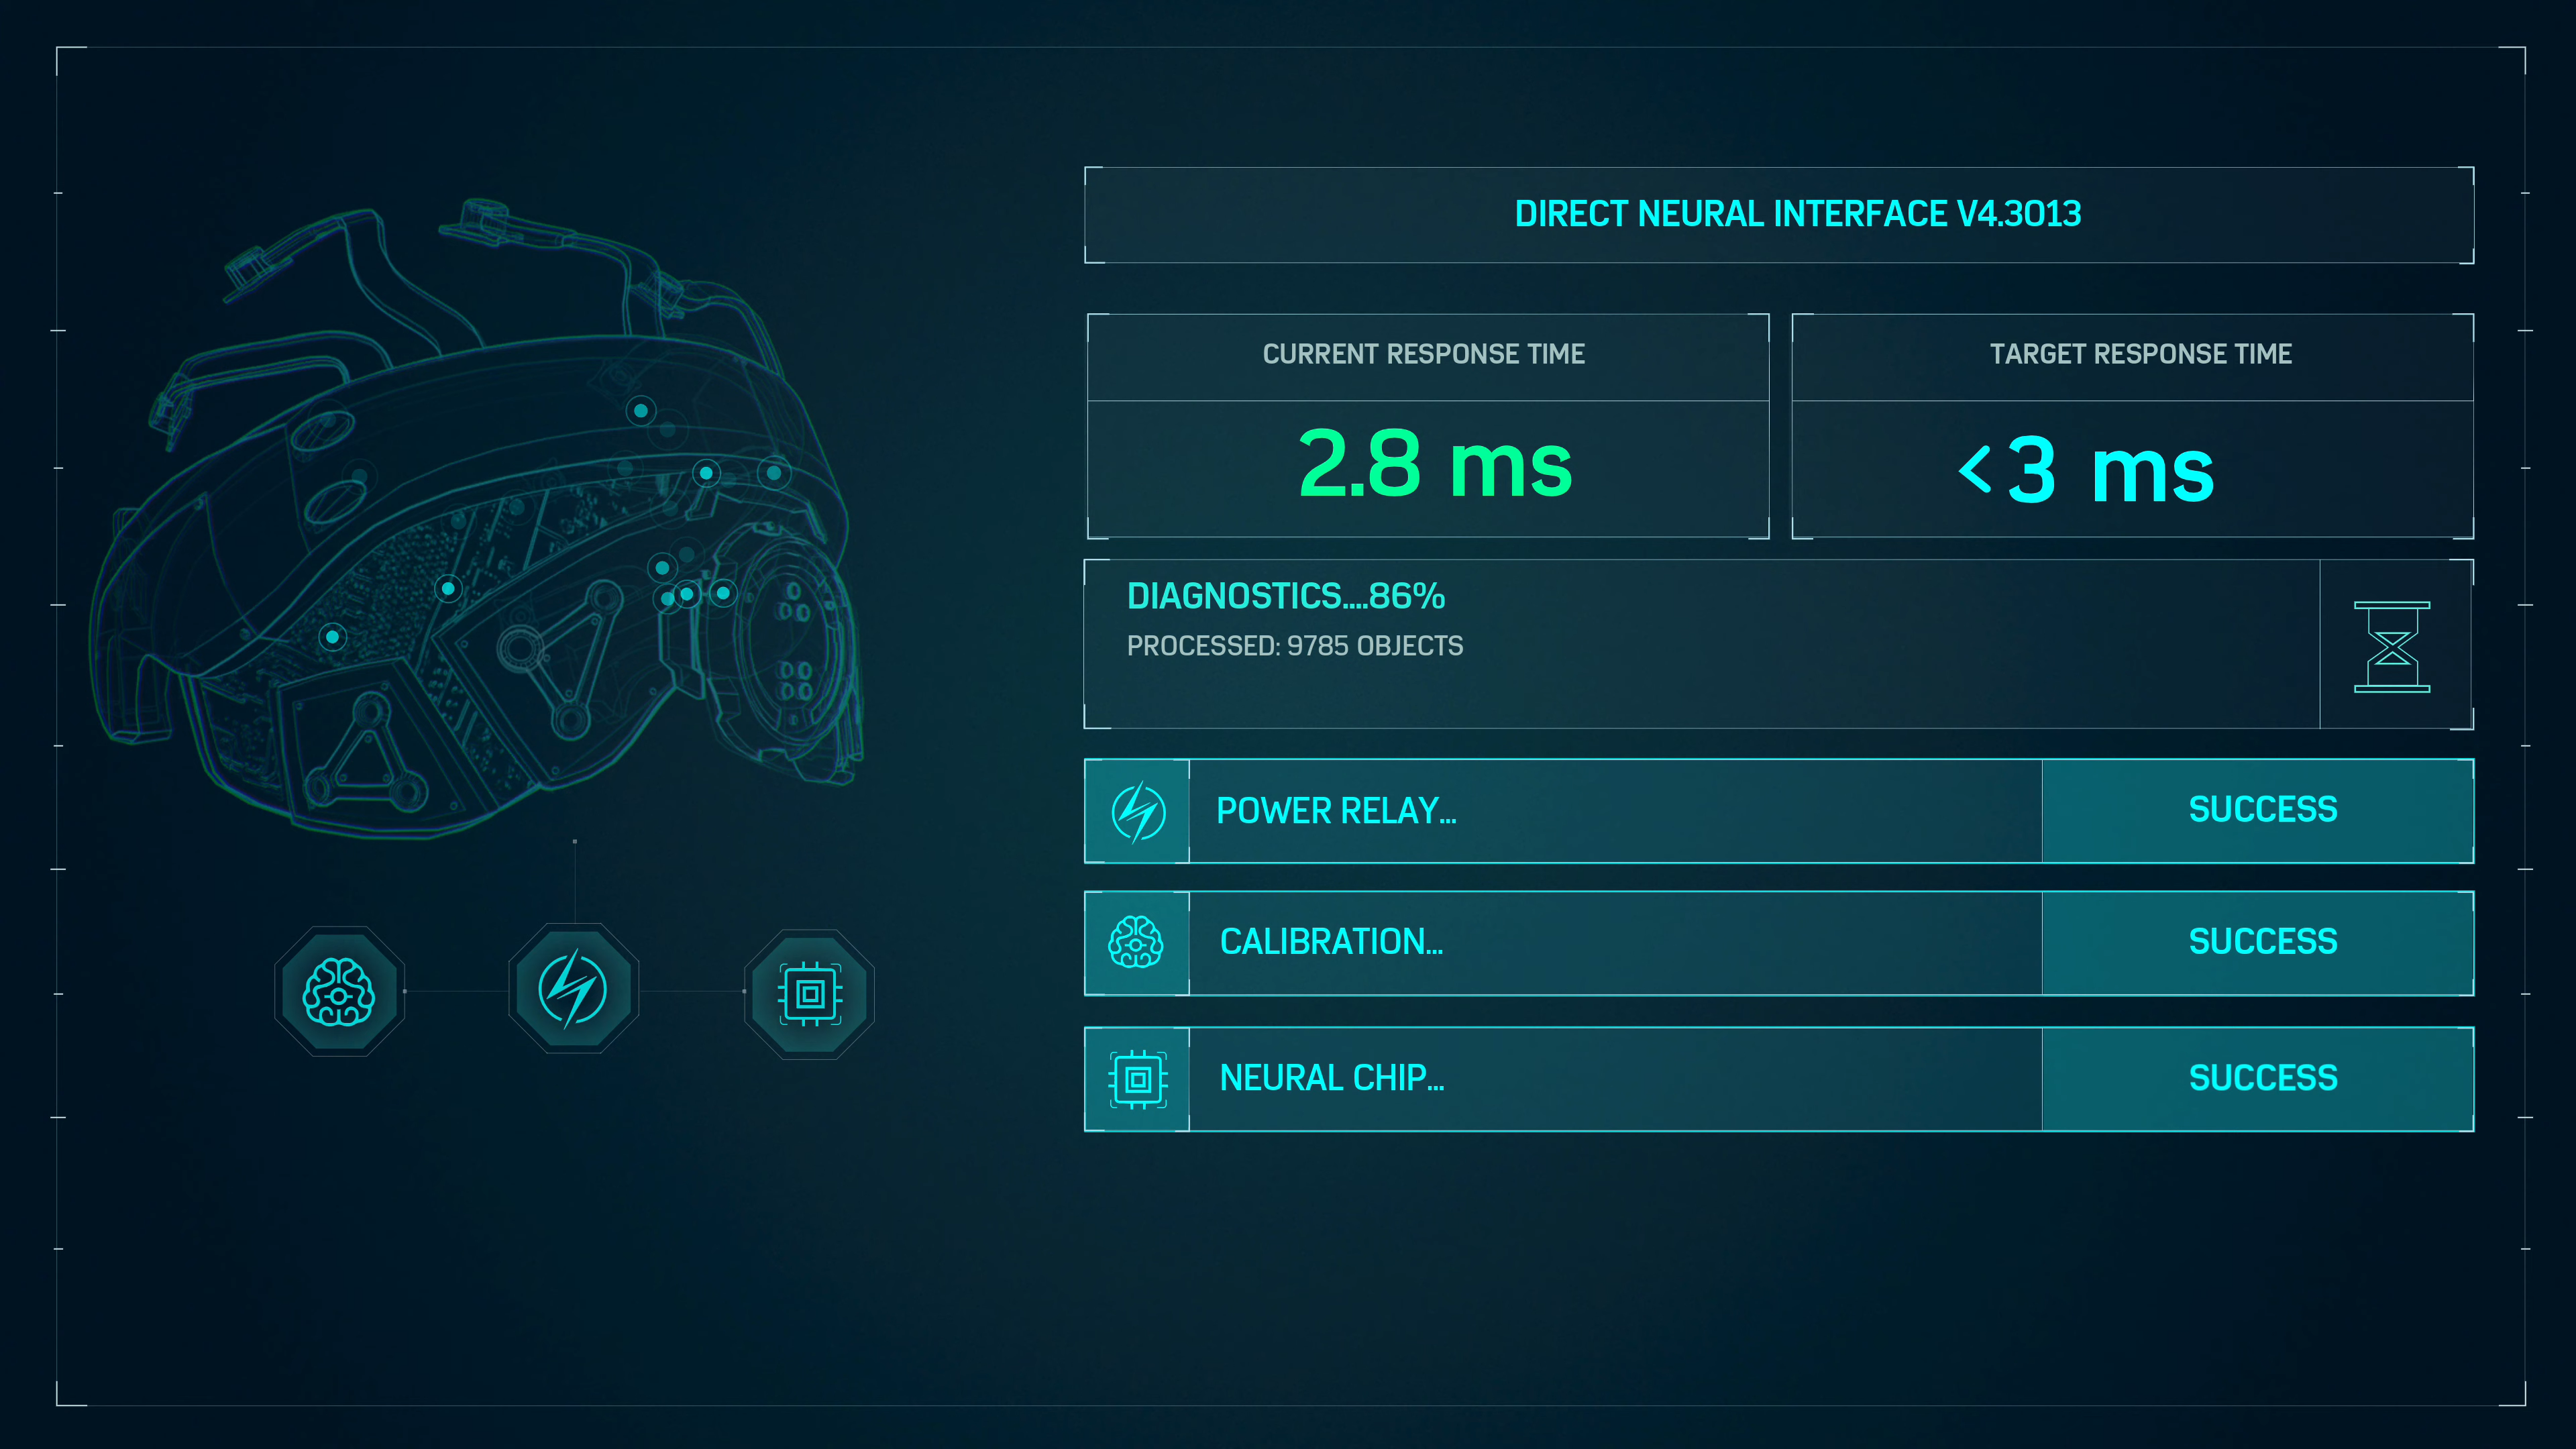 DIRECT NEURAL INTERFACE V4.3013
CURRENT RESPONSE TIME
2.8 ms
TARGET RESPONSE TIME
<3 ms
DIAGNOSTICS....86%
PROCESSED: 9785 OBJECTS
POWER RELAY...
SUCCESS
CALIBRATION...
SUCCESS
NEURAL CHIP...
SUCCESS